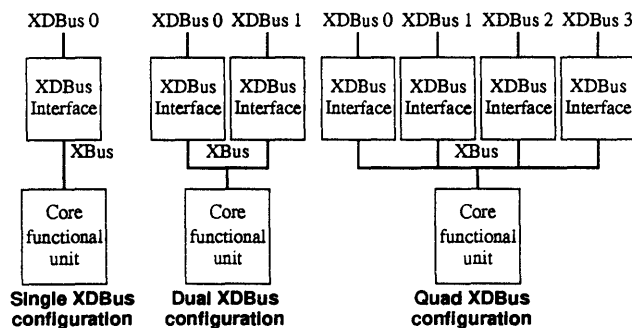 XDBus 0
XDBus 0 XDBus 1
XDBus 0 XDBus 1 XDBus 2 XDBus 3
XDBus
Interface
XDBus
Interface
XDBus
Interface
XDBus
Interface
XDBus
Interface
XDBus
Interface
XDBus
Interface
XBus
XBus
XBus
Core
functional
unit
Core
functional
unit
Core
functional
unit
Single XDBus
configuration
Dual XDBus
configuration
Quad XDBus
configuration